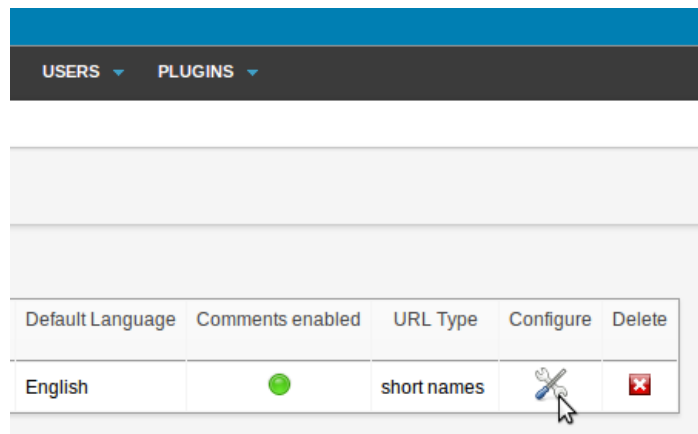 USERS PLUGINS
Default Language Comments enabled URL Type Configure Delete
English short names